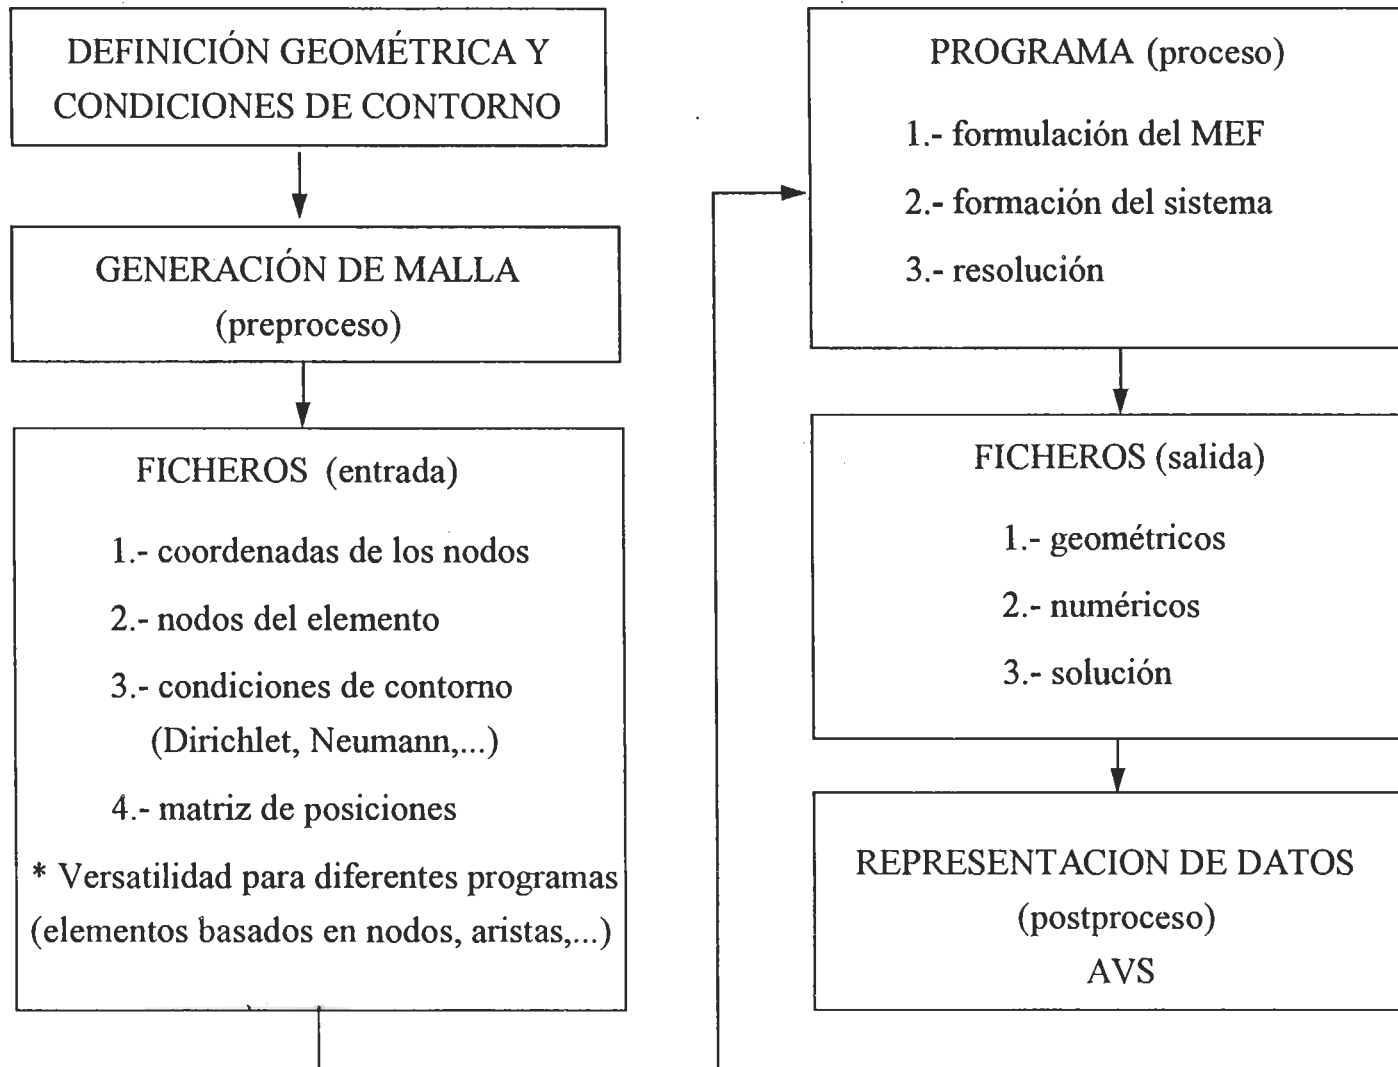 DEFINICIÓN GEOMÉTRICA Y
CONDICIONES DE CONTORNO
GENERACIÓN DE MALLA
(preproceso)
FICHEROS (entrada)
1.- coordenadas de los nodos
2.- nodos del elemento
3.- condiciones de contorno
(Dirichlet, Neumann,...)
4.- matriz de posiciones
* Versatilidad para diferentes programas
(elementos basados en nodos, aristas,...)
PROGRAMA (proceso)
1.- formulación del MEF
2.- formación del sistema
3.- resolución
FICHEROS (salida)
1.- geométricos
2.- numéricos
3.- solución
REPRESENTACION DE DATOS
(postproceso)
AVS